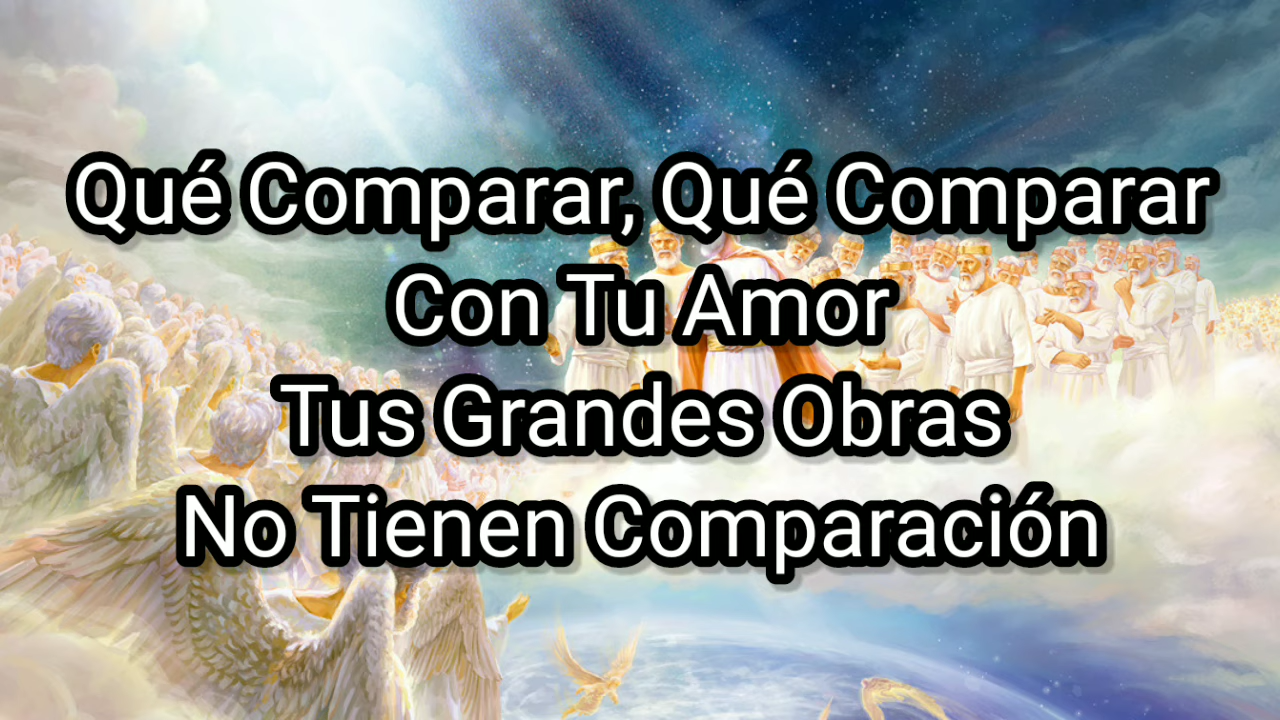 Qué Comparar, Qué Comparar
Con Tu Amor
Tus Grandes Obras
No Tienen Comparación